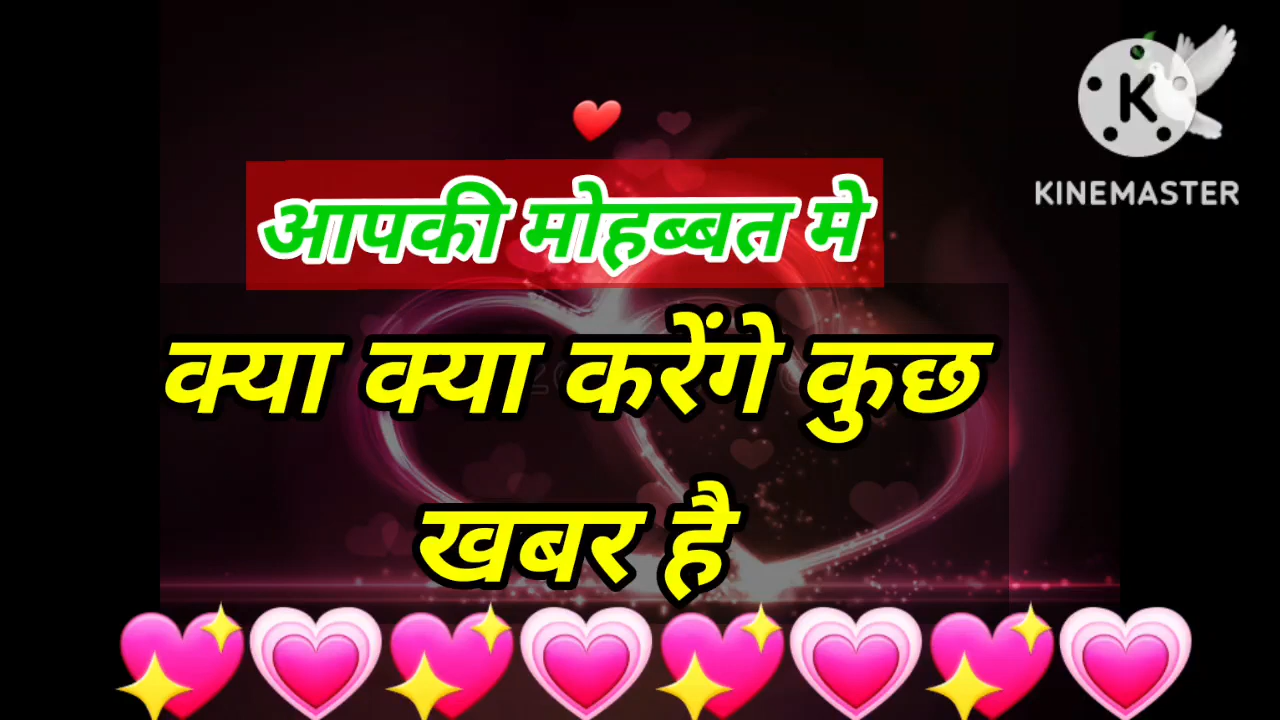 KINEMASTER
आपकी मोहब्बत मे
क्या क्या करेंगे कुछ
खबर है